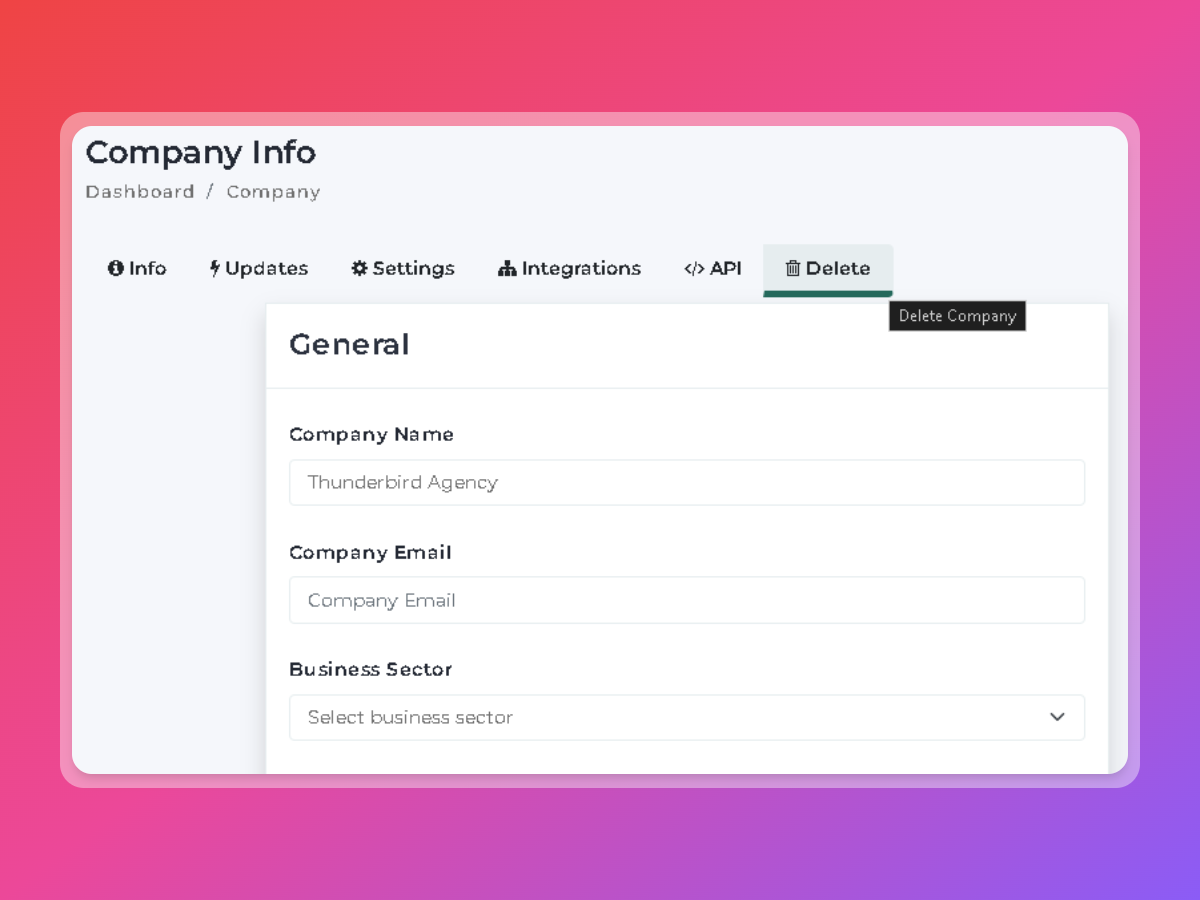 Company Info
Dashboard / Company
Info Updates Settings Integrations </> API Delete
Delete Company
General
Company Name
Thunderbird Agency
Company Email
Company Email
Business Sector
Select business sector